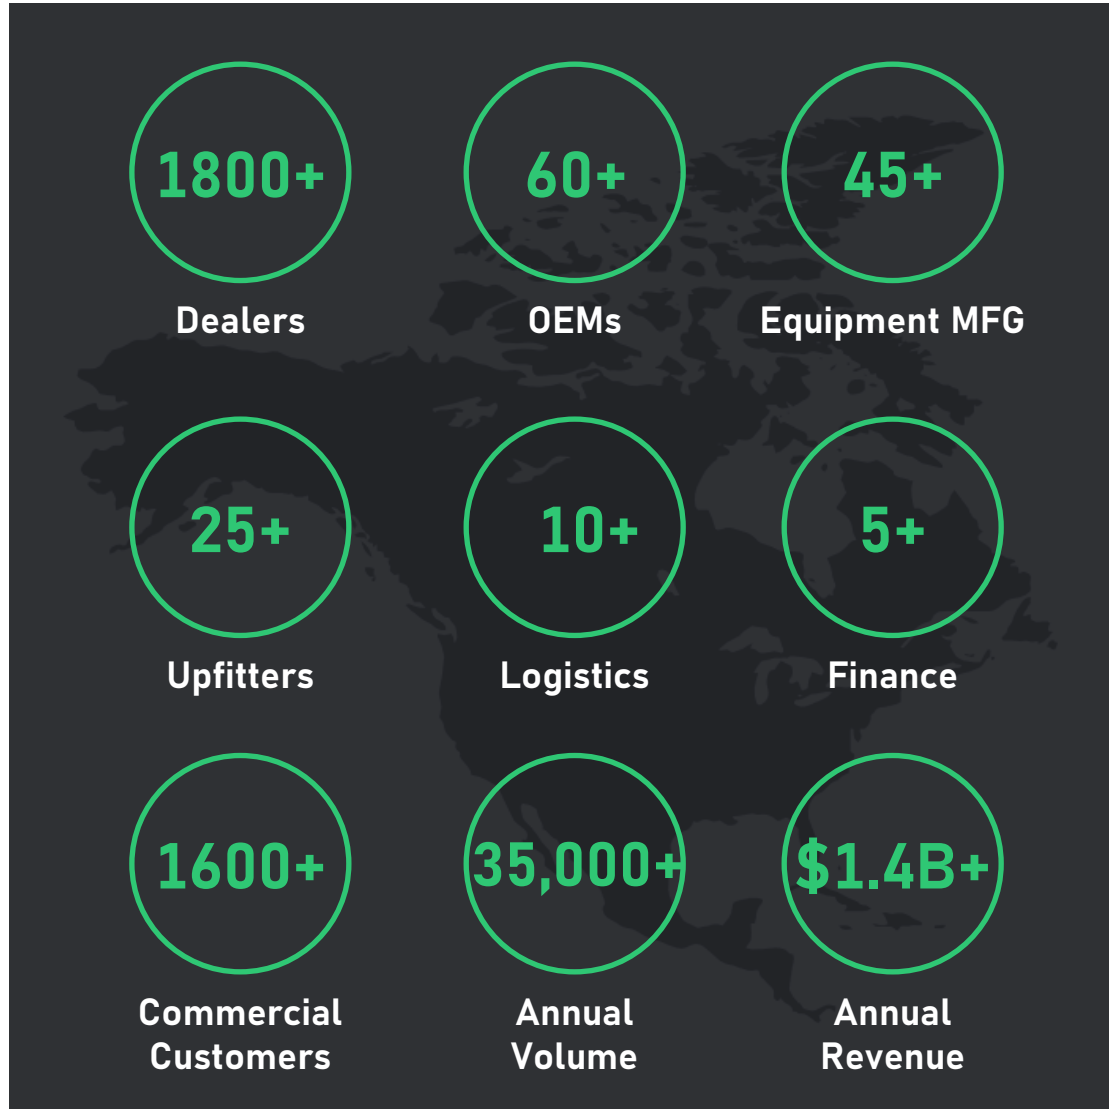 1800+
Dealers
60+
OEMs
45+
Equipment MFG
25+
Upfitters
10+
Logistics
5+
Finance
1600+
Commercial
Customers
35,000+
Annual
Volume
$1.4B+
Annual
Revenue